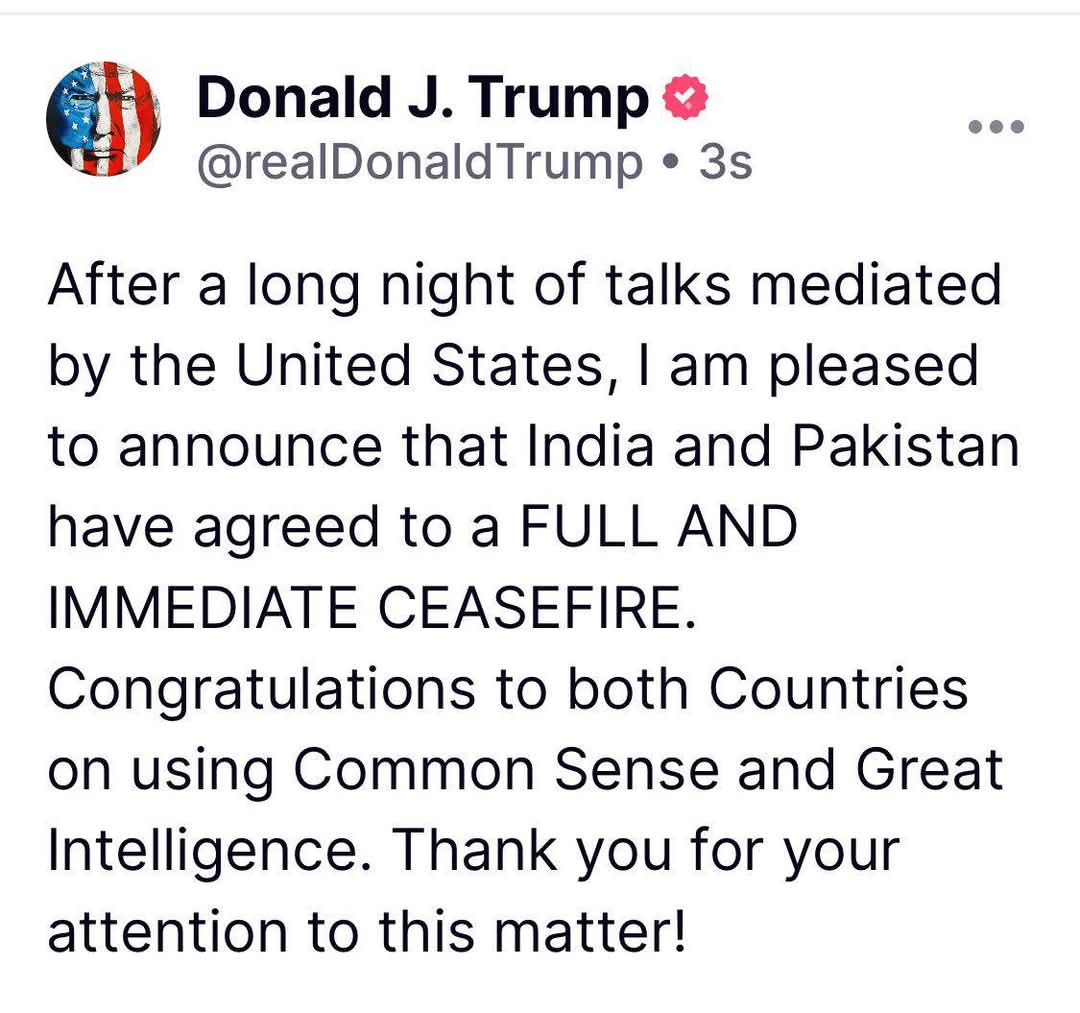 Donald J. Trump
@realDonaldTrump • 3s
After a long night of talks mediated
by the United States, I am pleased
to announce that India and Pakistan
have agreed to a FULL AND
IMMEDIATE CEASEFIRE.
Congratulations to both Countries
on using Common Sense and Great
Intelligence. Thank you for your
attention to this matter!